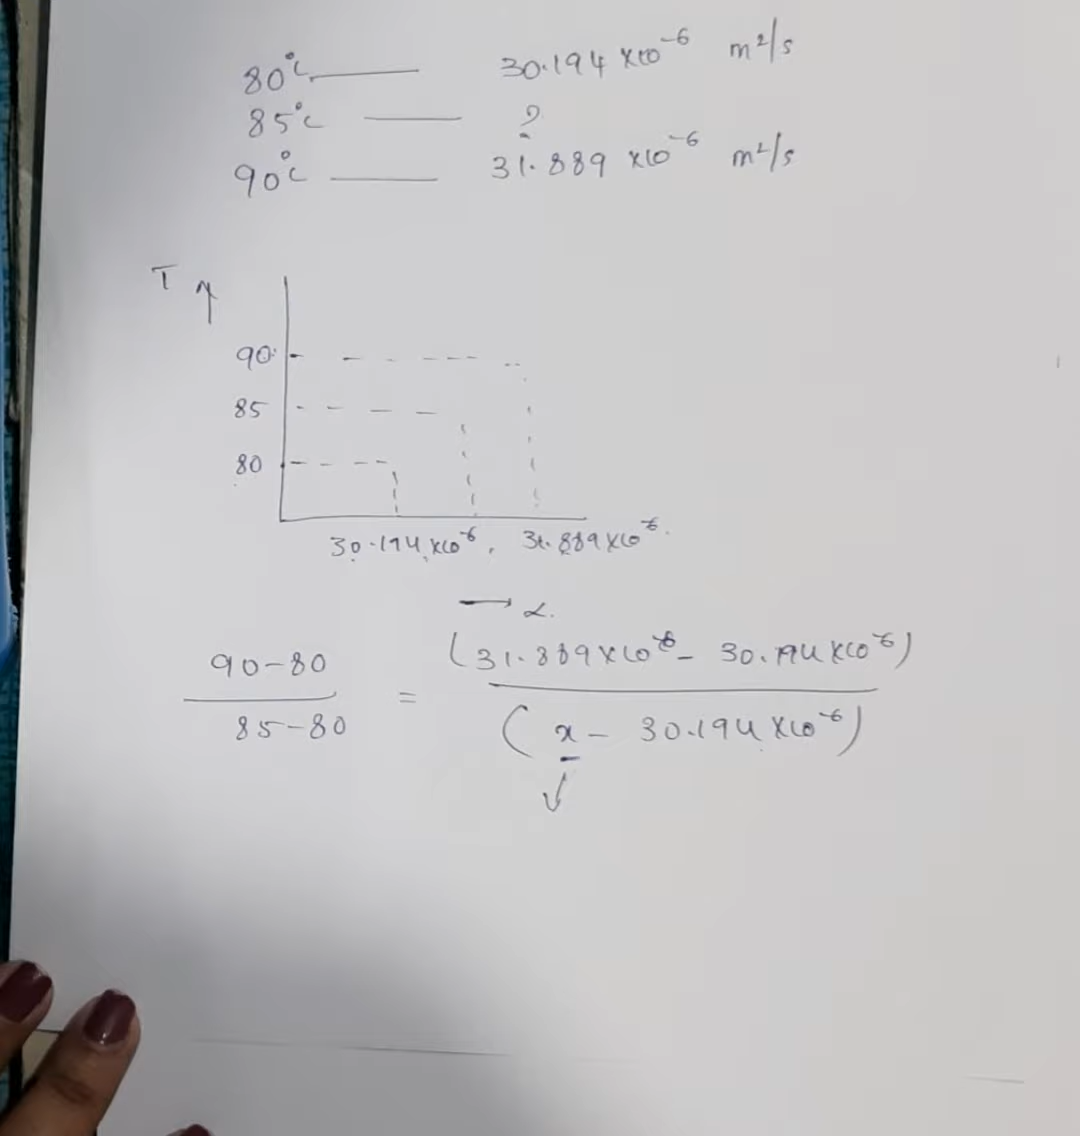 80°C — 30.194 ×10⁻⁶ m²/s
85°C — ?
90°C — 31.889 ×10⁻⁶ m²/s
T
90
85
80
30.194 ×10⁻⁶, 31.889 ×10⁻⁶.
→ α.
90-80 / 85-80 = (31.889×10⁻⁶ - 30.194×10⁻⁶) / (x - 30.194×10⁻⁶)